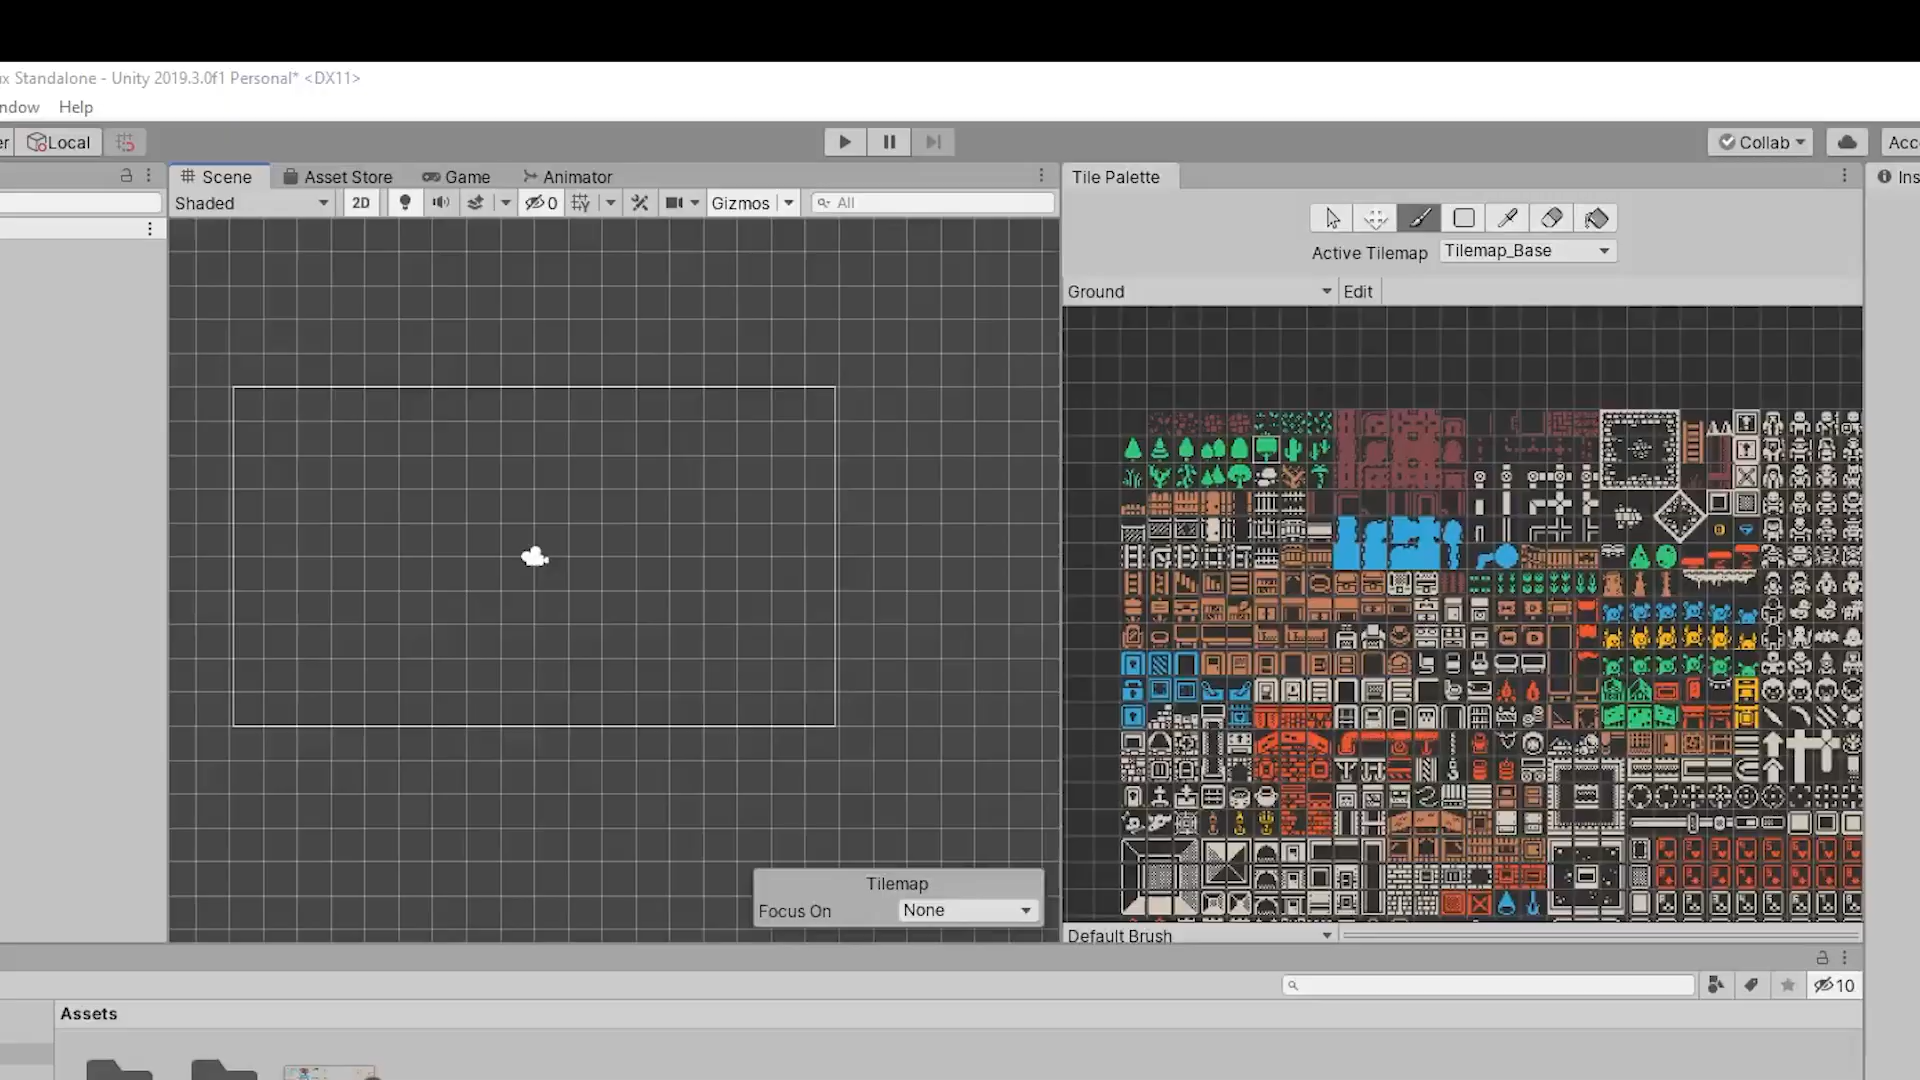 x Standalone - Unity 2019.3.0f1 Personal* <DX11>
ndow Help
er Local Collab Acc
Scene Asset Store Game Animator Tile Palette Ins
Shaded 2D 0 Gizmos All
Active Tilemap Tilemap_Base
Ground Edit
Tilemap
Focus On None
Default Brush
10
Assets